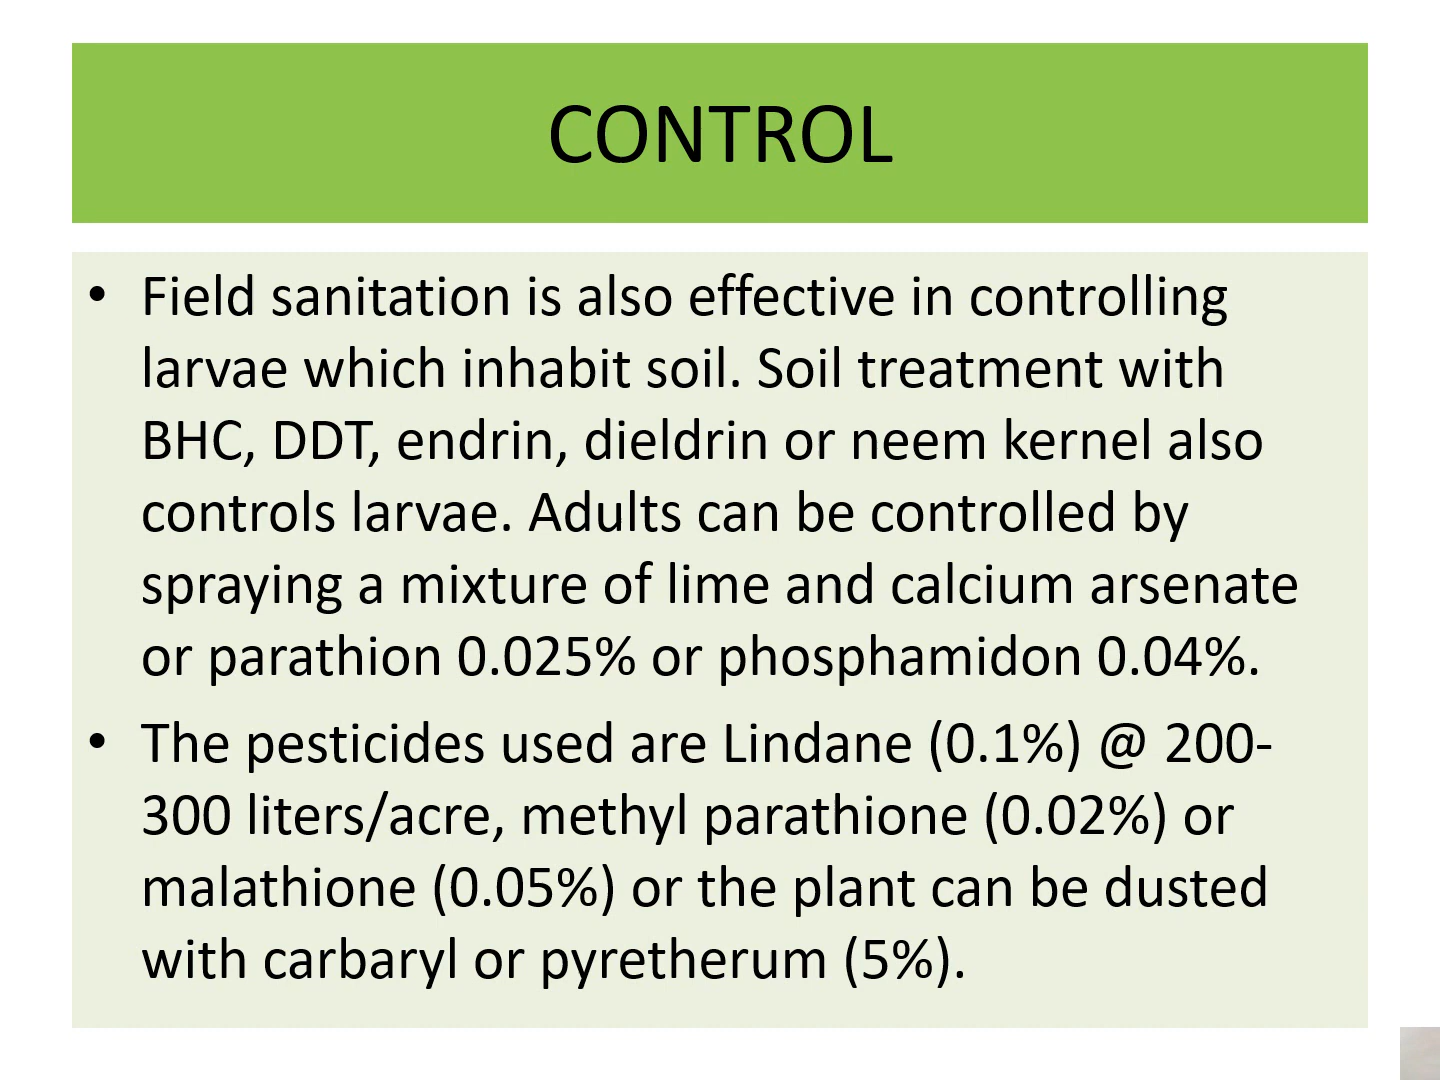 CONTROL
• Field sanitation is also effective in controlling
larvae which inhabit soil. Soil treatment with
BHC, DDT, endrin, dieldrin or neem kernel also
controls larvae. Adults can be controlled by
spraying a mixture of lime and calcium arsenate
or parathion 0.025% or phosphamidon 0.04%.
• The pesticides used are Lindane (0.1%) @ 200-
300 liters/acre, methyl parathione (0.02%) or
malathione (0.05%) or the plant can be dusted
with carbaryl or pyretherum (5%).